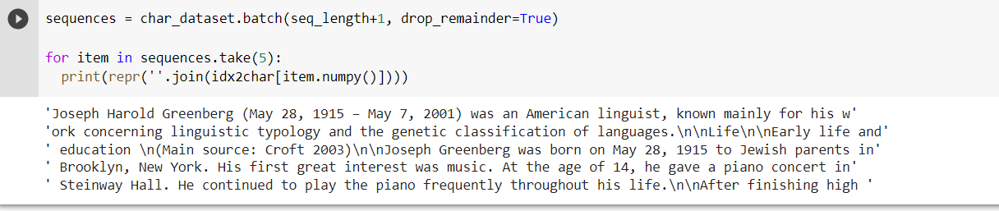 sequences = char_dataset.batch(seq_length+1, drop_remainder=True)
for item in sequences.take(5):
  print(repr(''.join(idx2char[item.numpy()])))
'Joseph Harold Greenberg (May 28, 1915 – May 7, 2001) was an American linguist, known mainly for his w'
'ork concerning linguistic typology and the genetic classification of languages.\n\nLife\n\nEarly life and'
' education \n(Main source: Croft 2003)\n\nJoseph Greenberg was born on May 28, 1915 to Jewish parents in'
' Brooklyn, New York. His first great interest was music. At the age of 14, he gave a piano concert in'
' Steinway Hall. He continued to play the piano frequently throughout his life.\n\nAfter finishing high '